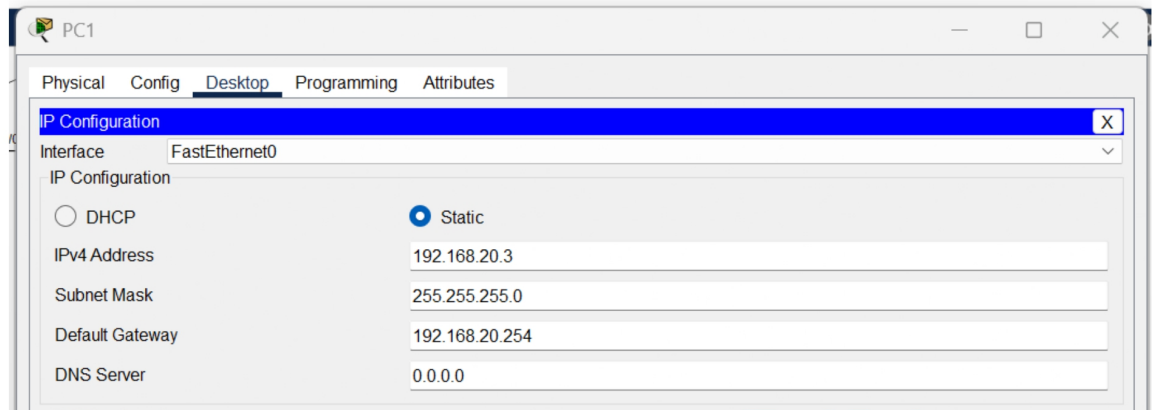 PC1
Physical Config Desktop Programming Attributes
IP Configuration X
Interface FastEthernet0
IP Configuration
DHCP Static
IPv4 Address 192.168.20.3
Subnet Mask 255.255.255.0
Default Gateway 192.168.20.254
DNS Server 0.0.0.0